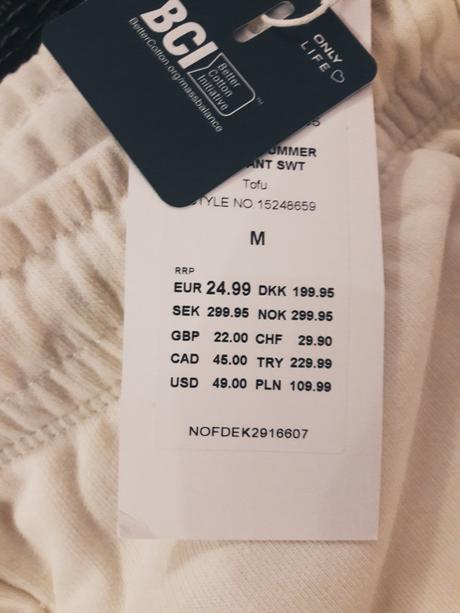 BCI
Better
Cotton
Initiative™
BetterCotton.org/massbalance
ONLY
LIFE
ANT SWT
Tofu
STYLE NO.15248659
M
RRP
EUR 24.99 DKK 199.95
SEK 299.95 NOK 299.95
GBP 22.00 CHF 29.90
CAD 45.00 TRY 229.99
USD 49.00 PLN 109.99
NOFDEK2916607